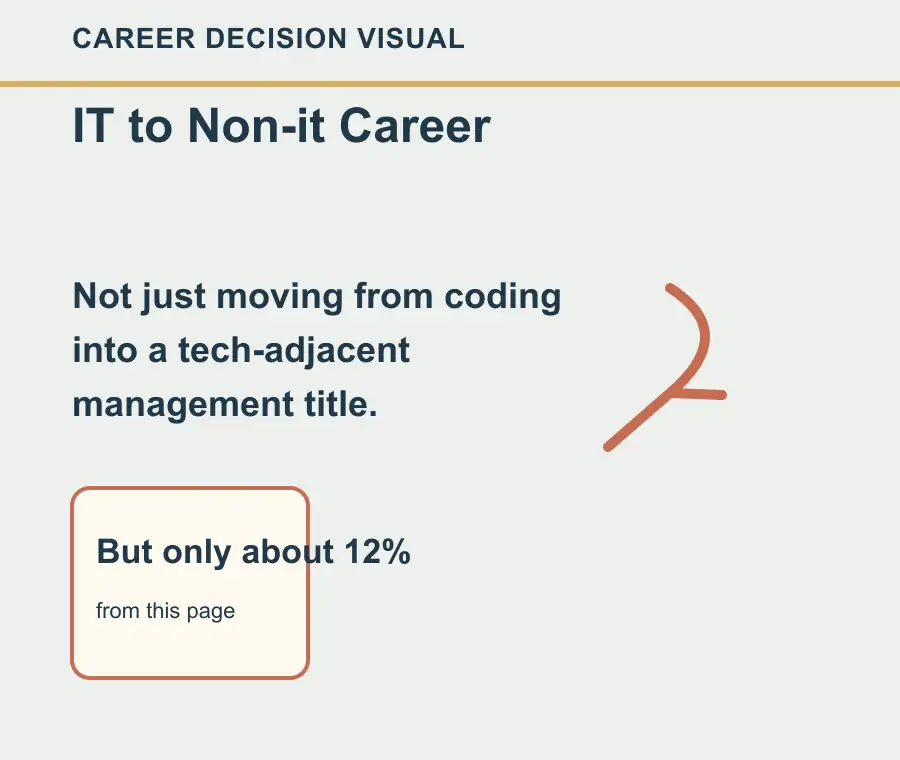 CAREER DECISION VISUAL
IT to Non-it Career
Not just moving from coding
into a tech-adjacent
management title.
But only about 12%
from this page